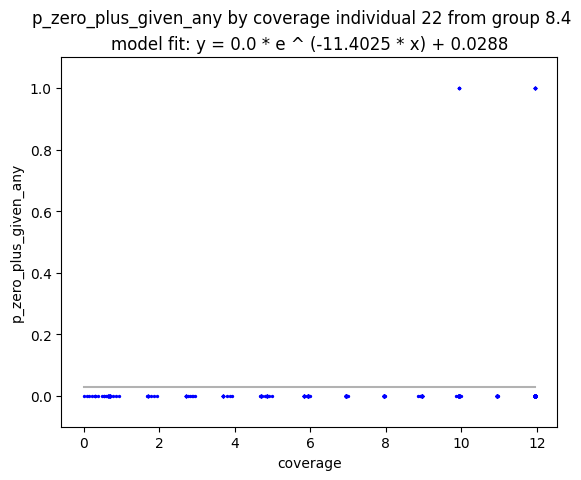 p_zero_plus_given_any by coverage individual 22 from group 8.4
model fit: y = 0.0 * e ^ (-11.4025 * x) + 0.0288
1.0
0.8
0.6
0.4
0.2
0.0
p_zero_plus_given_any
0 2 4 6 8 10 12
coverage